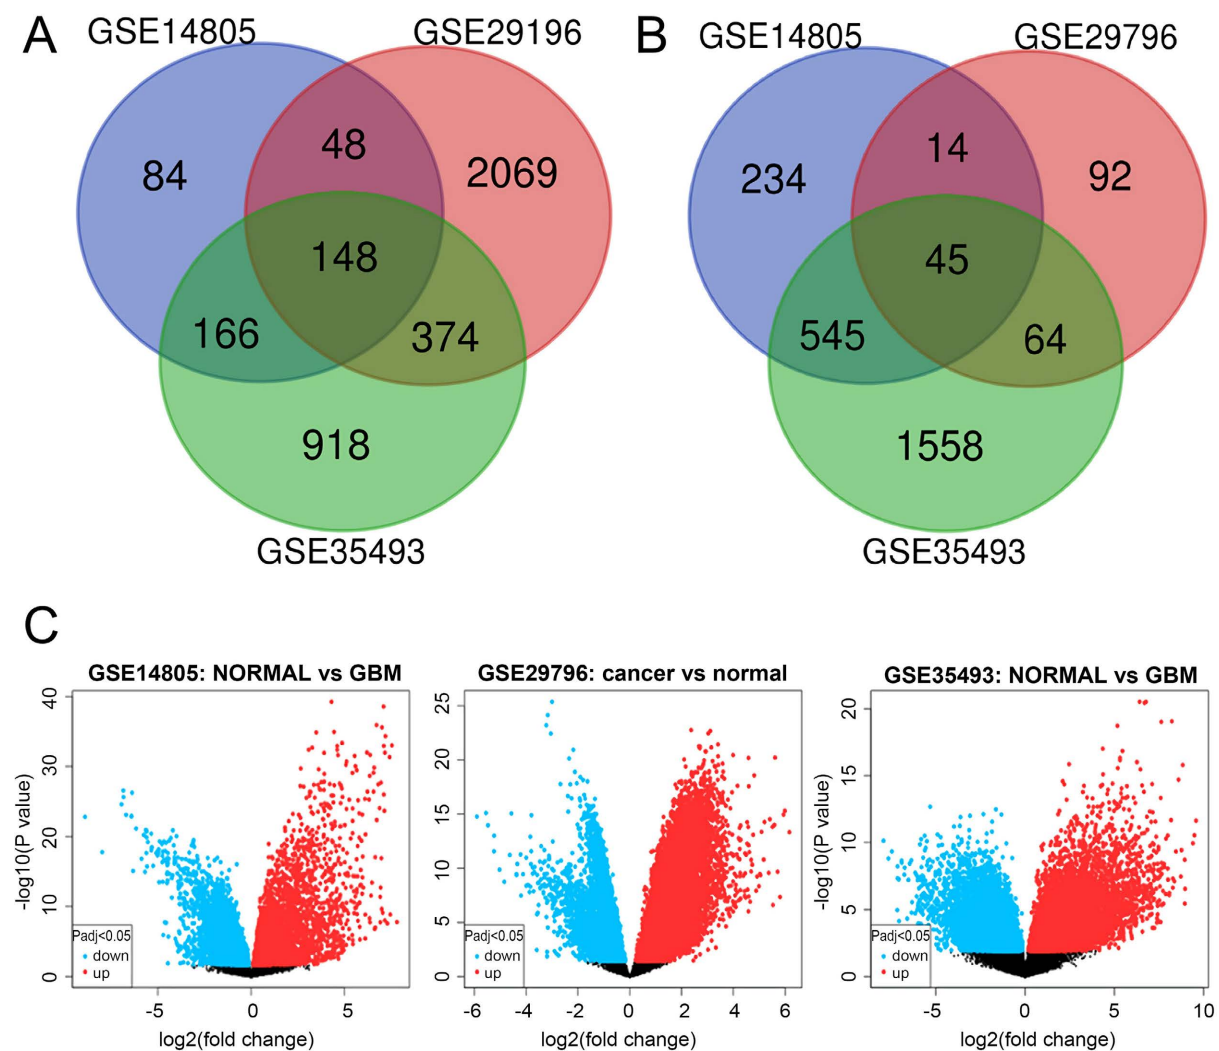 A
GSE14805
GSE29196
48
84
2069
148
166
374
918
GSE35493
B
GSE14805
GSE29796
14
234
92
45
545
64
1558
GSE35493
C
GSE14805: NORMAL vs GBM
-log10(P value)
40
30
20
10
0
Padj<0.05
down
up
-5
0
5
log2(fold change)
GSE29796: cancer vs normal
25
20
15
10
5
0
Padj<0.05
down
up
-6
-4
-2
0
2
4
6
log2(fold change)
GSE35493: NORMAL vs GBM
-log10(P value)
20
15
10
5
0
Padj<0.05
down
up
-5
0
5
10
log2(fold change)